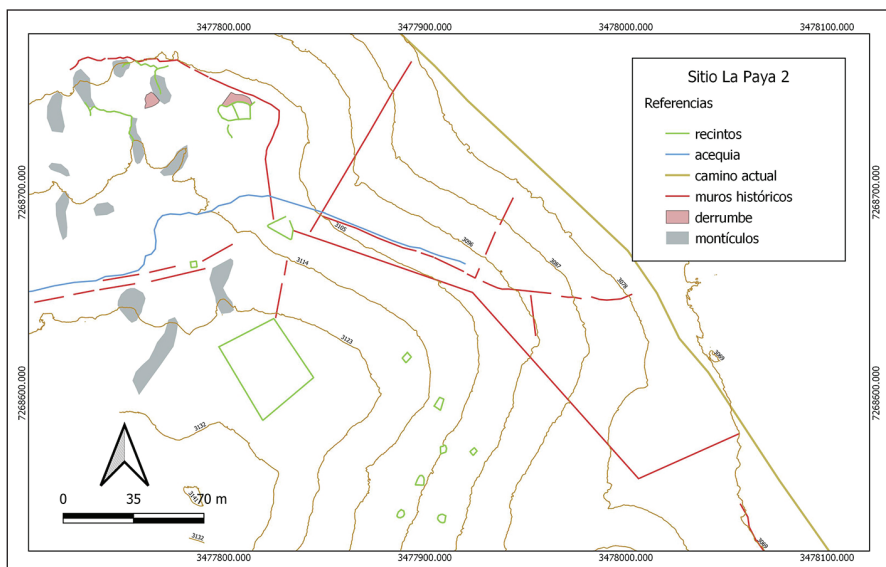 3477800.000 3477900.000 3478000.000 3478100.000
Sitio La Paya 2
Referencias
recintos
acequia
camino actual
muros históricos
derrumbe
montículos
7268700.000
7268700.000
3105
3096
3087
3078
3114
3123
3069
7268600.000
7268600.000
3132
3141
3132
3069
0 35 70 m
3477800.000 3477900.000 3478000.000 3478100.000